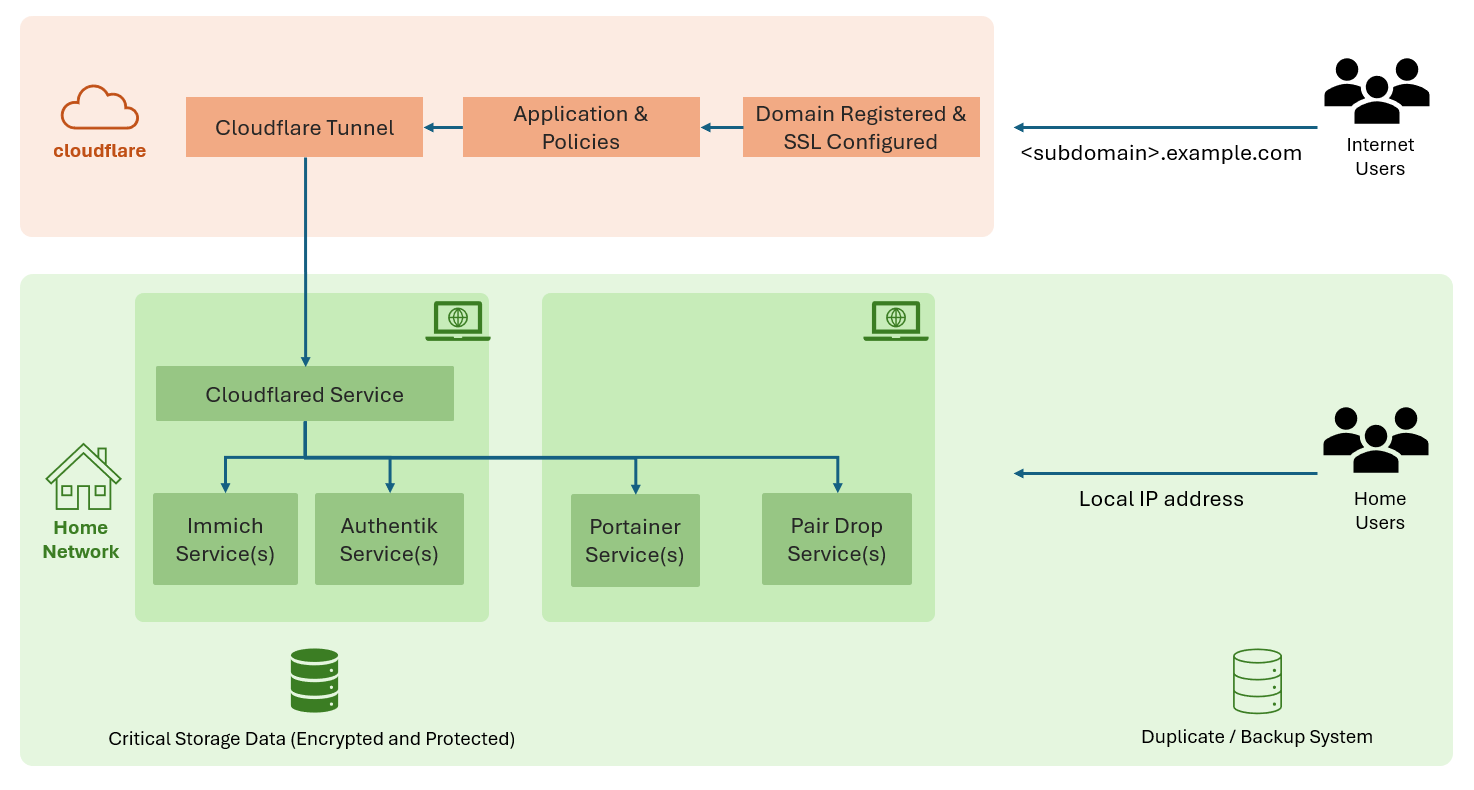 cloudflare
Cloudflare Tunnel
Application &
Policies
Domain Registered &
SSL Configured
<subdomain>.example.com
Internet
Users
Home
Network
Cloudflared Service
Immich
Service(s)
Authentik
Service(s)
Portainer
Service(s)
Pair Drop
Service(s)
Local IP address
Home
Users
Critical Storage Data (Encrypted and Protected)
Duplicate / Backup System